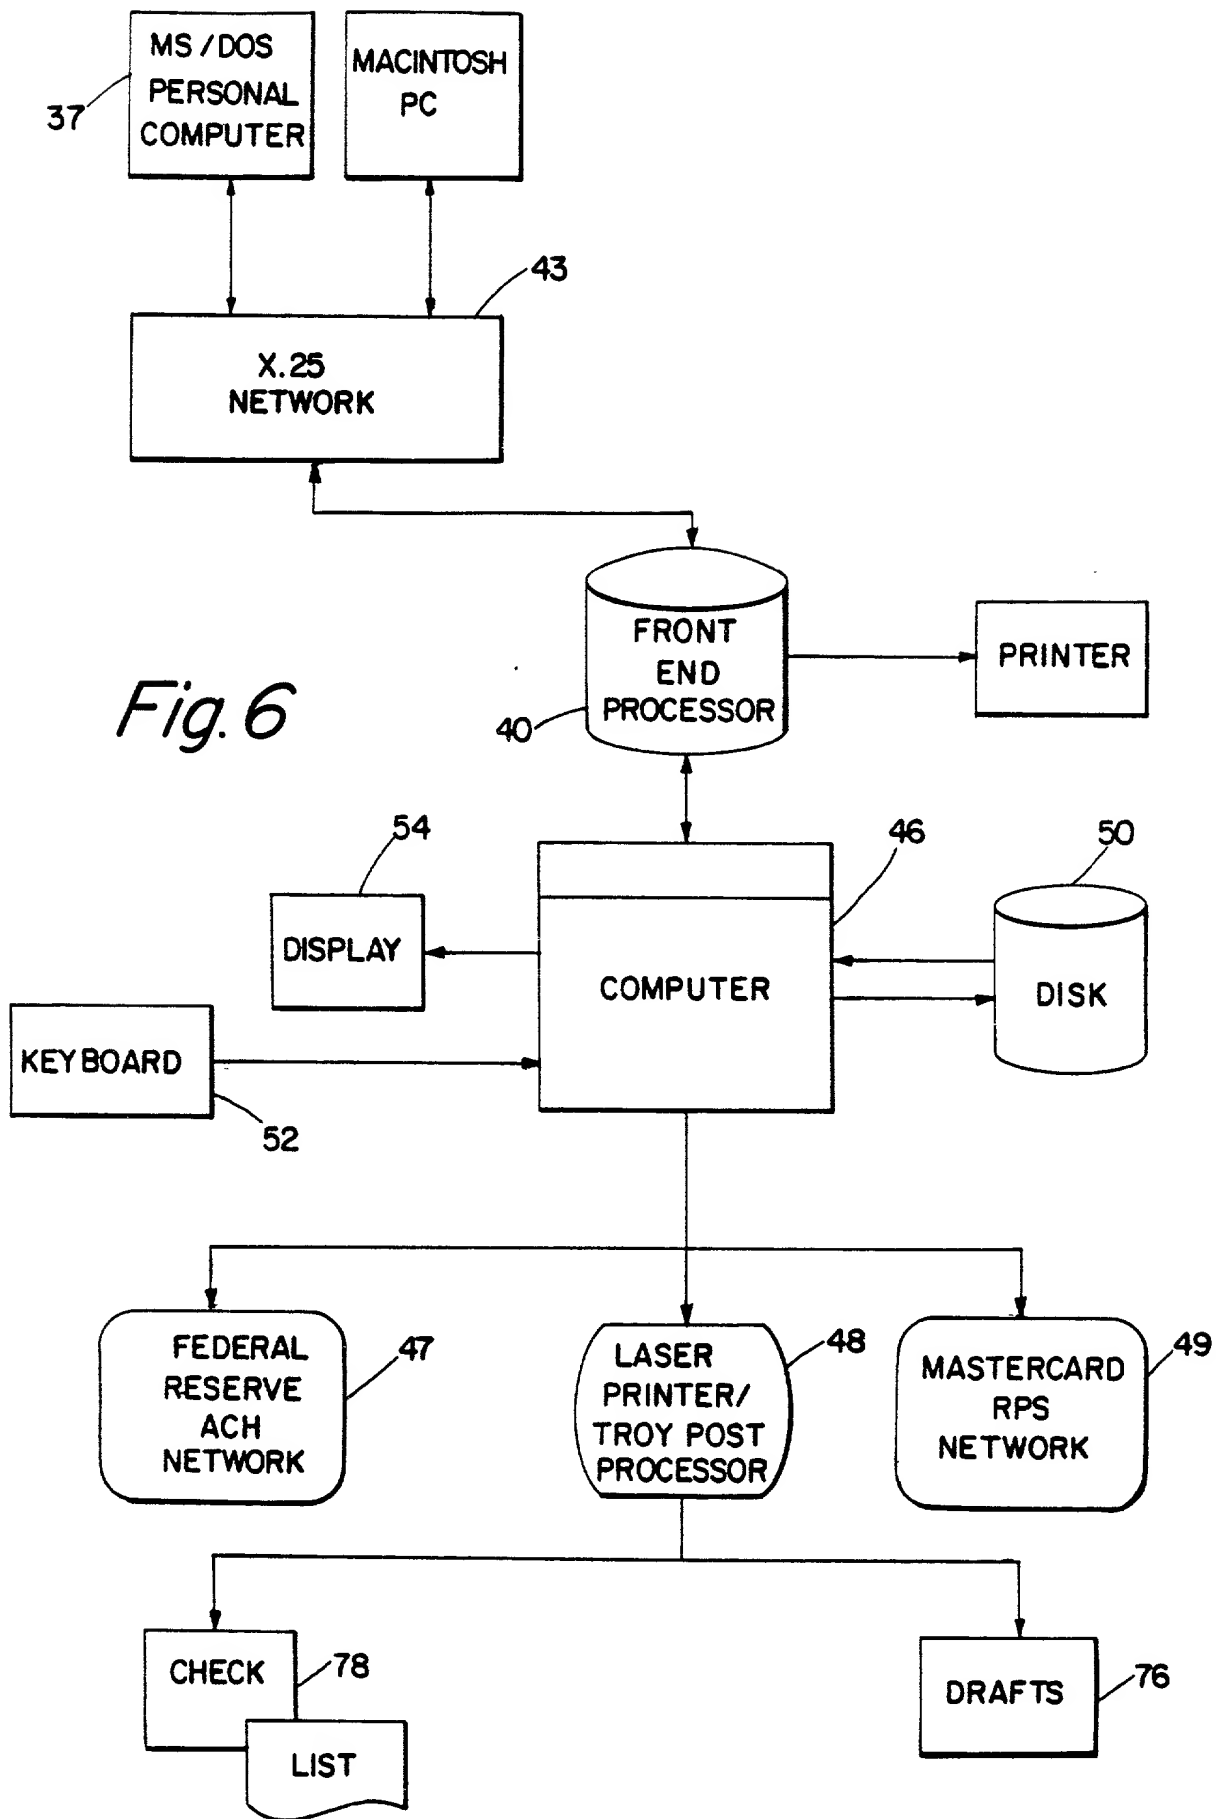 MS/DOS
PERSONAL
COMPUTER
MACINTOSH
PC
37
43
X.25
NETWORK
FRONT
END
PROCESSOR
PRINTER
Fig. 6
40
54
46
50
DISPLAY
COMPUTER
DISK
KEYBOARD
52
FEDERAL
RESERVE
ACH
NETWORK
47
LASER
PRINTER/
TROY POST
PROCESSOR
48
MASTERCARD
RPS
NETWORK
49
CHECK
78
LIST
DRAFTS
76